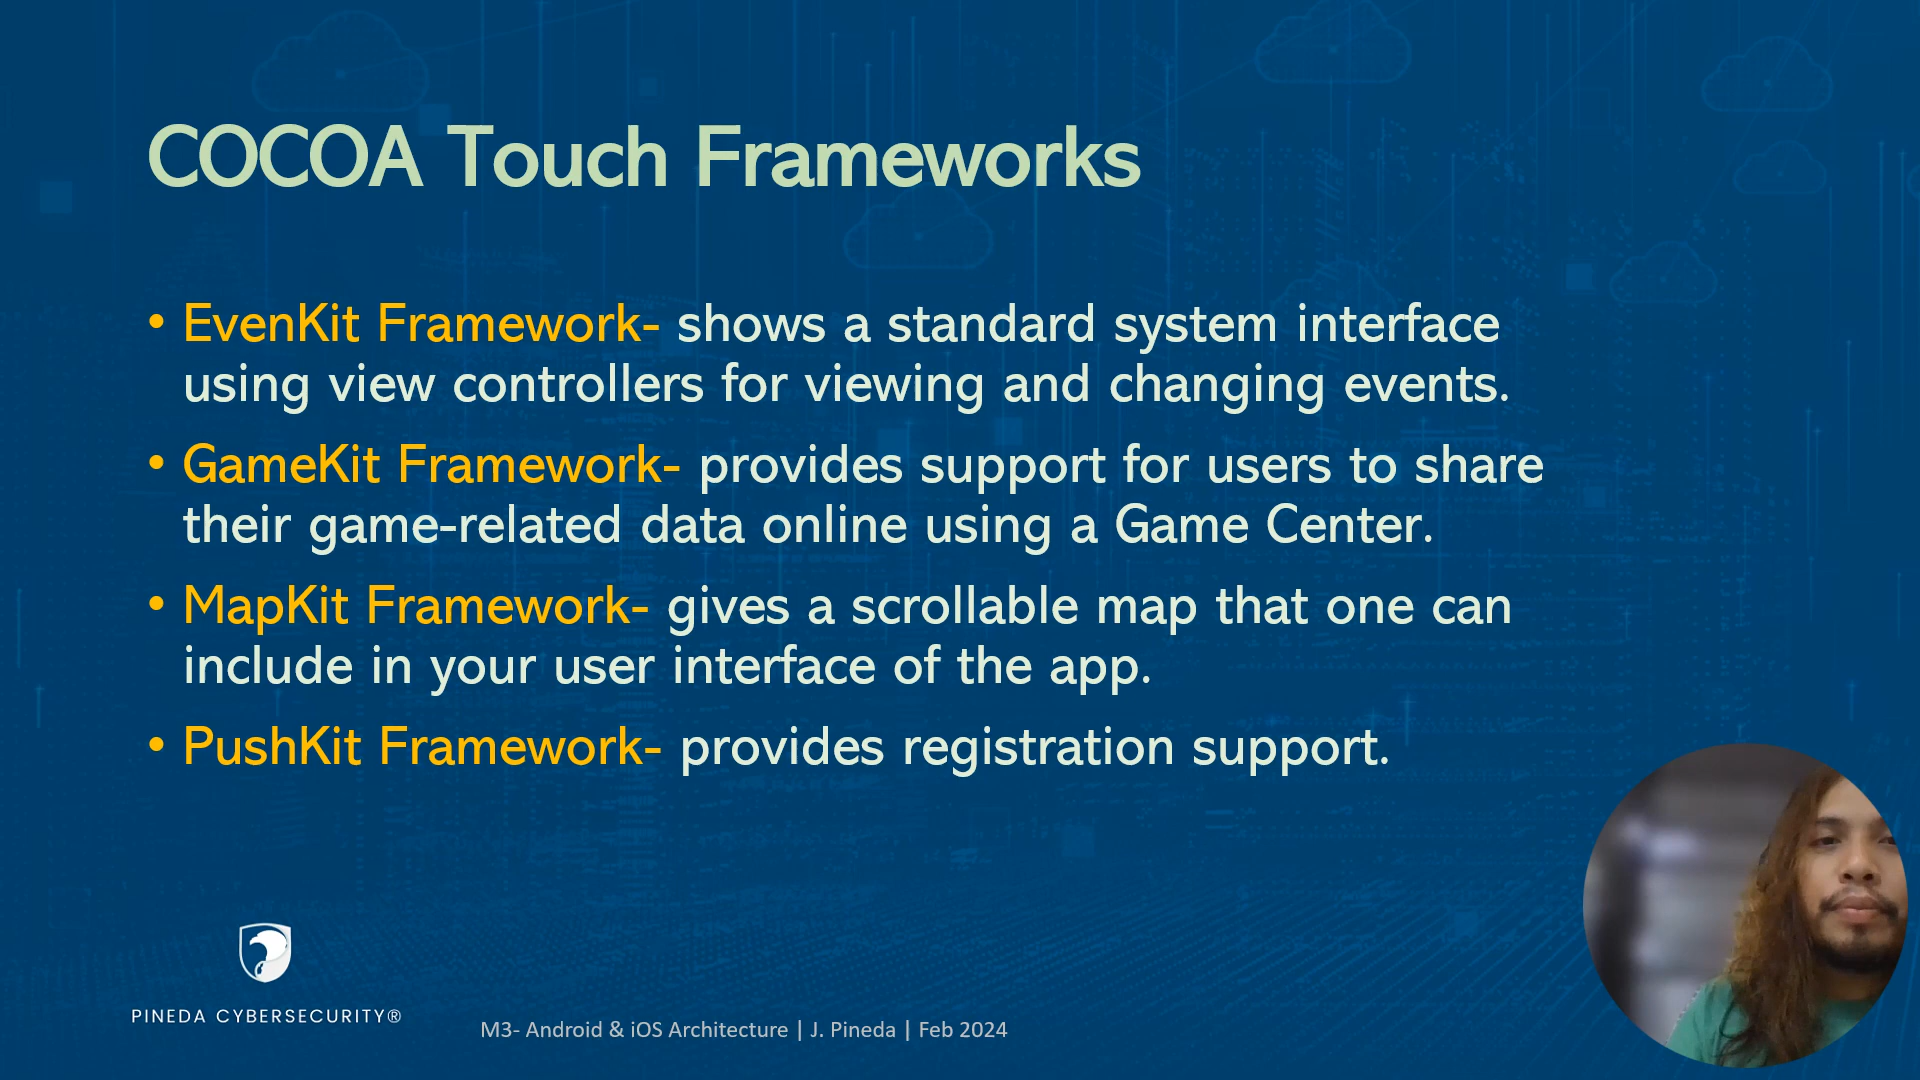 COCOA Touch Frameworks
• EvenKit Framework- shows a standard system interface
using view controllers for viewing and changing events.
• GameKit Framework- provides support for users to share
their game-related data online using a Game Center.
• MapKit Framework- gives a scrollable map that one can
include in your user interface of the app.
• PushKit Framework- provides registration support.
PINEDA CYBERSECURITY®
M3- Android & iOS Architecture | J. Pineda | Feb 2024